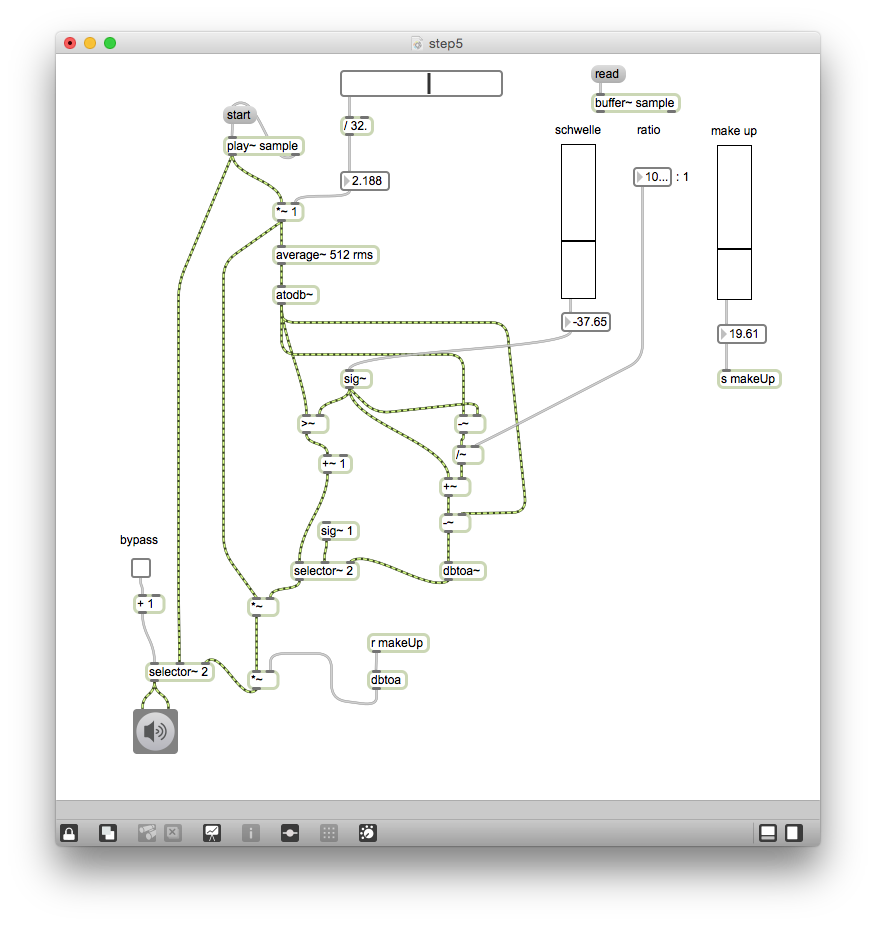 step5
read
start
buffer~ sample
/ 32.
schwelle
ratio
make up
play~ sample
2.188
10... : 1
*~ 1
average~ 512 rms
atodb~
-37.65
19.61
sig~
s makeUp
>~
-~
/~
+~ 1
+~
-~
sig~ 1
bypass
selector~ 2
dbtoa~
+ 1
*~
r makeUp
selector~ 2
*~
dbtoa